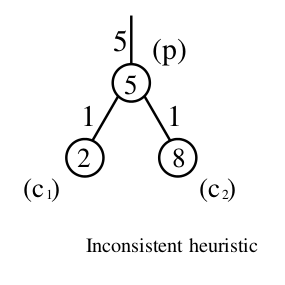 5 (p)
5
1 1
2 8
(c₁) (c₂)
Inconsistent heuristic